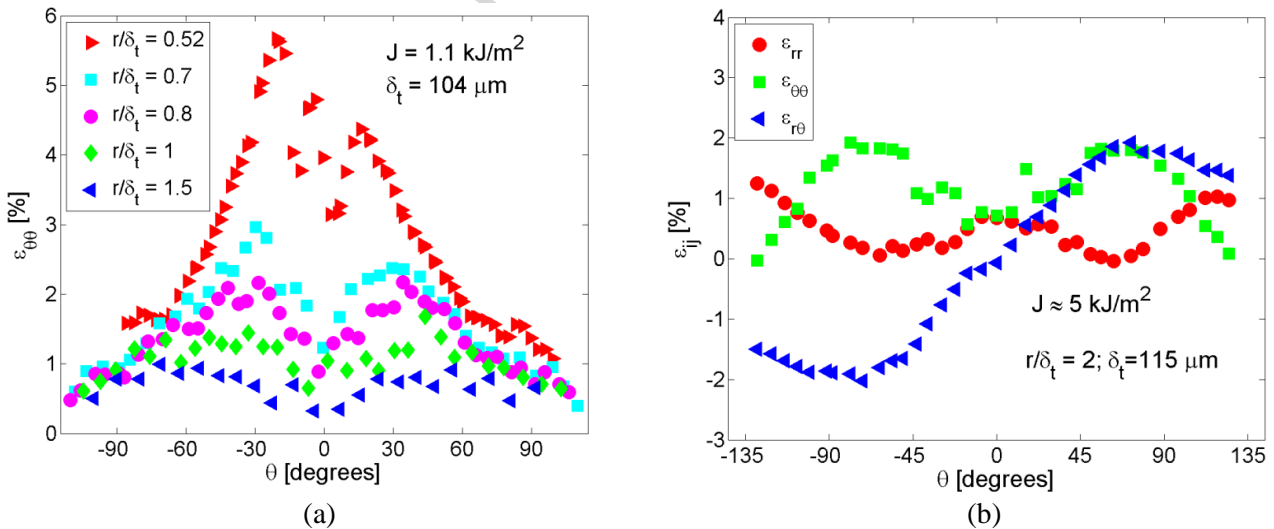 r/δt = 0.52
r/δt = 0.7
r/δt = 0.8
r/δt = 1
r/δt = 1.5
J = 1.1 kJ/m²
δt = 104 μm
6
5
4
3
2
1
0
εθθ [%]
-90 -60 -30 0 30 60 90
θ [degrees]
(a)
εrr
εθθ
εrθ
4
3
2
1
0
-1
-2
-3
-4
εij [%]
J ≈ 5 kJ/m²
r/δt = 2; δt=115 μm
-135 -90 -45 0 45 90 135
θ [degrees]
(b)